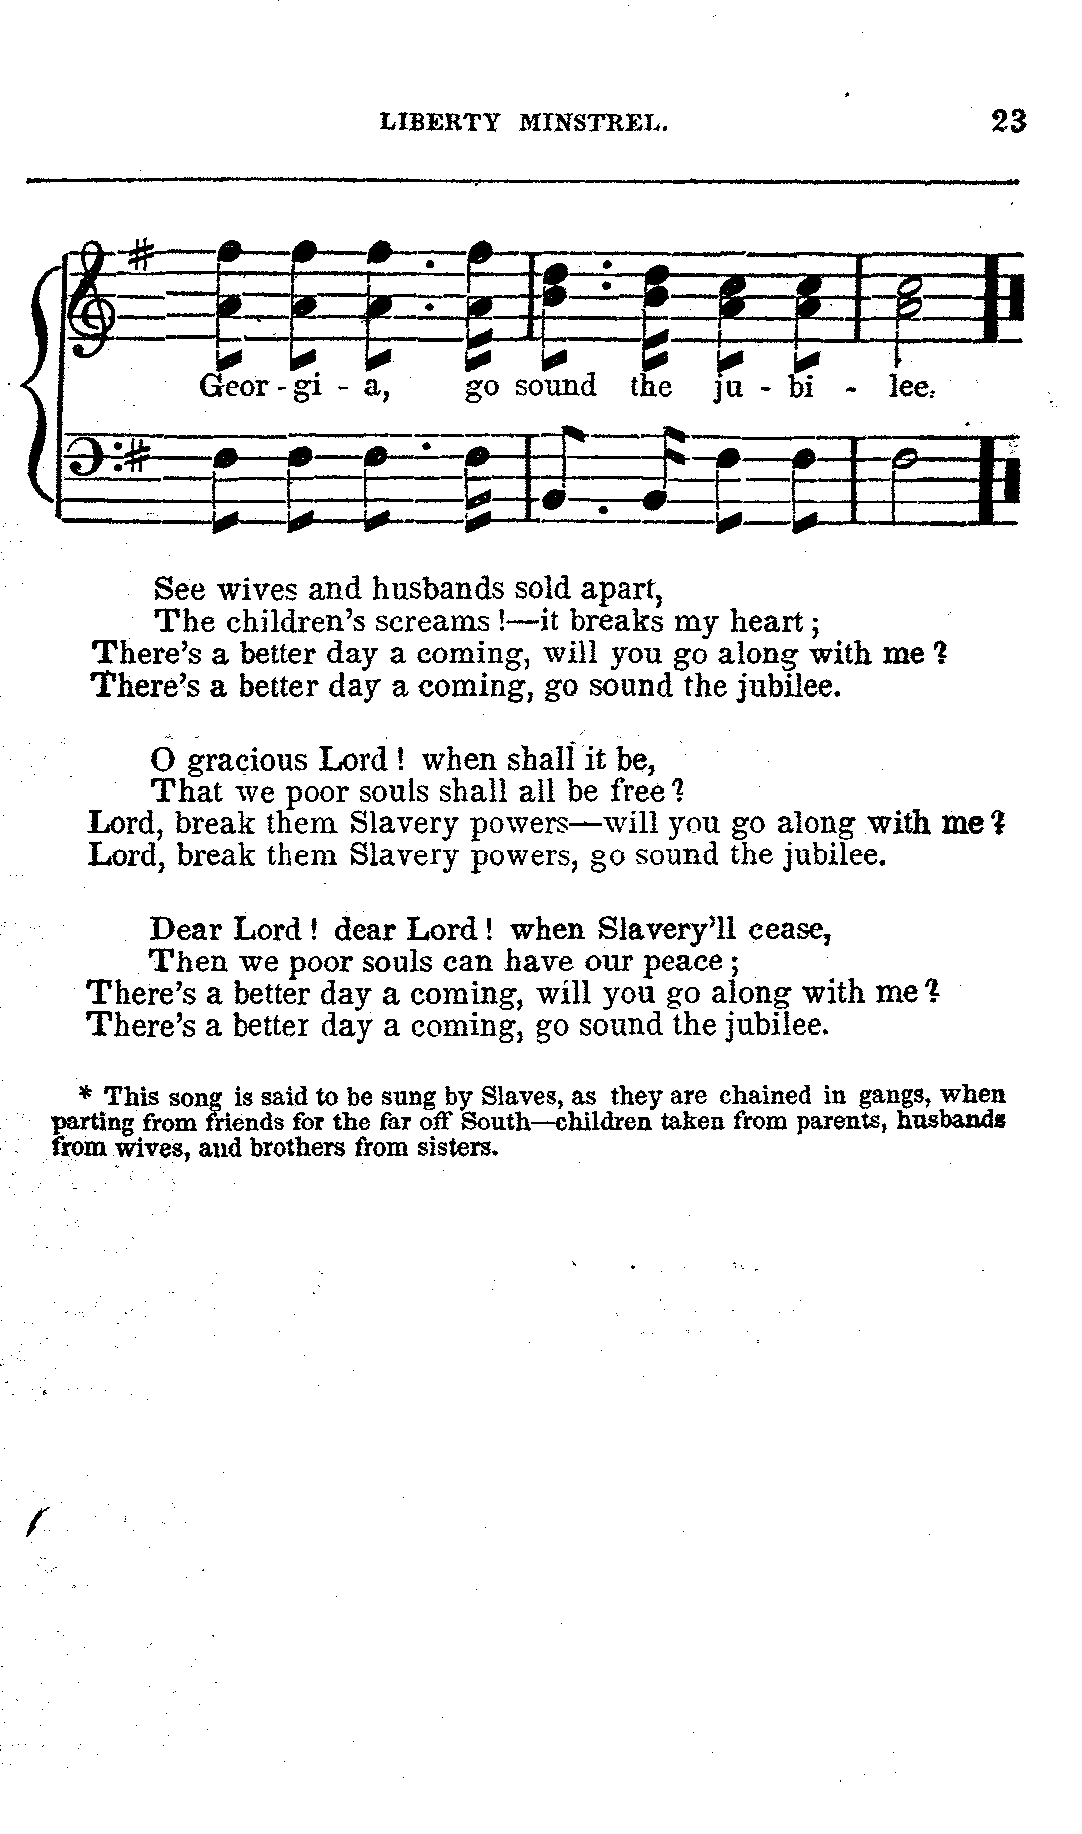 LIBERTY MINSTREL. 23
Geor - gi - a, go sound the ju - bi - lee.
See wives and husbands sold apart,
The children's screams !—it breaks my heart ;
There's a better day a coming, will you go along with me ?
There's a better day a coming, go sound the jubilee.
O gracious Lord ! when shall it be,
That we poor souls shall all be free ?
Lord, break them Slavery powers—will you go along with me ?
Lord, break them Slavery powers, go sound the jubilee.
Dear Lord ! dear Lord ! when Slavery'll cease,
Then we poor souls can have our peace ;
There's a better day a coming, will you go along with me ?
There's a better day a coming, go sound the jubilee.
* This song is said to be sung by Slaves, as they are chained in gangs, when
parting from friends for the far off South—children taken from parents, husbands
from wives, and brothers from sisters.